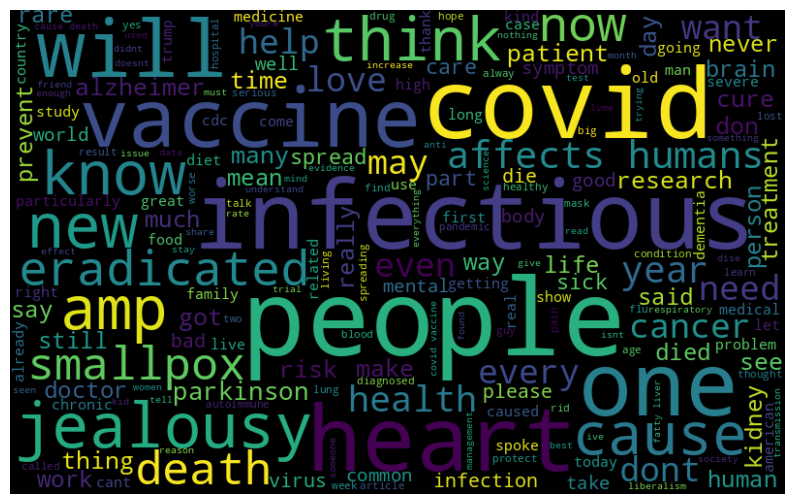 rare yes medicine trump drug cause death hope nothing kind case
used didnt doesnt hospital
will think now want never
country friend enough must serious help patient day thank going man brain
increase always test month old severe
alzheimer time well love care high symptom cure
vaccine covid
prevent study world cdc come long big don lyme lost
result issue data anti trying something
know many spread may affects humans
worse diet mean understand mind evidence part die good research treatment
particularly great talk rate find use science healthy
new much share everything really first body mask person dementia
food infectious pandemic read
effect stay related living spreading even way life year need
eradicated trial mental getting sick give condition dise learn
right family real show said medical
amp people covid vaccine found guy flu respiratory let
say got two blood pain isnt cancer
still bad live age died problem
already smallpox risk make every one see thought
seen women lung diagnosed
doctor parkinson health please cause kidney
chronic kid tell autoimmune caused rid fatty liver american transmission
jealousy heart
reason someone management ive
thing death virus common protect best spoke dont human
called society
work cant week article infection today take liberalism